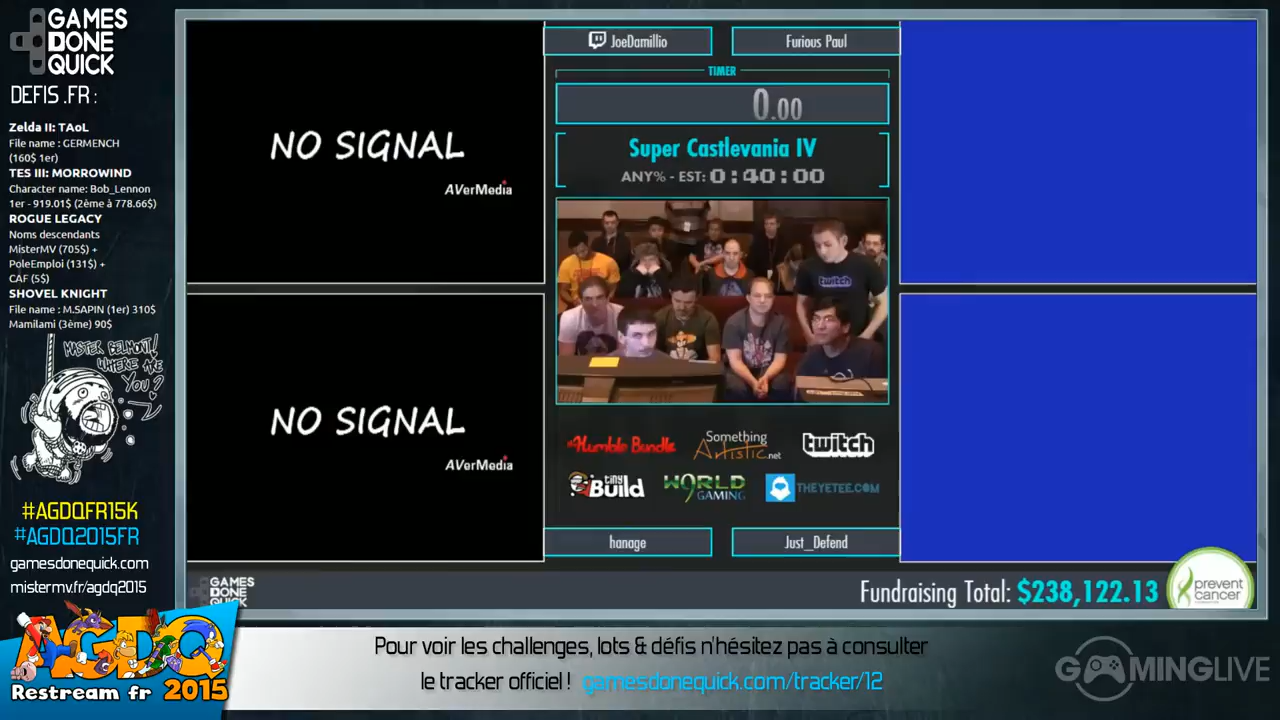 GAMES
DONE
QUICK
DEFIS .FR :
Zelda II: TAoL
File name : GERMENCH
(160$ 1er)
TES III: MORROWIND
Character name: Bob_Lennon
1er - 919.01$ (2ème à 778.66$)
ROGUE LEGACY
Noms descendants
MisterMV (705$) +
PoleEmploi (131$) +
CAF (5$)
SHOVEL KNIGHT
File name : M.SAPIN (1er) 310$
Mamilami (3ème) 90$
MASTER BELMONT!
WHERE ARE
YOU ?
#AGDQFR15K
#AGDQ2015FR
gamesdonequick.com
mistermv.fr/agdq2015
AGDQ
Restream fr 2015
NO SIGNAL
AVerMedia
NO SIGNAL
AVerMedia
JoeDamillio
Furious Paul
TIMER
0.00
Super Castlevania IV
ANY% - EST: 0:40:00
twitch
Humble Bundle
Something
Artistic.net
twitch
tiny
Build
W9RLD
GAMING
THEYETEE.COM
hanage
Just_Defend
GAMES
DONE
QUICK
Fundraising Total: $238,122.13
prevent
cancer
Pour voir les challenges, lots & défis n'hésitez pas à consulter
le tracker officiel ! gamesdonequick.com/tracker/12
GAMINGLIVE